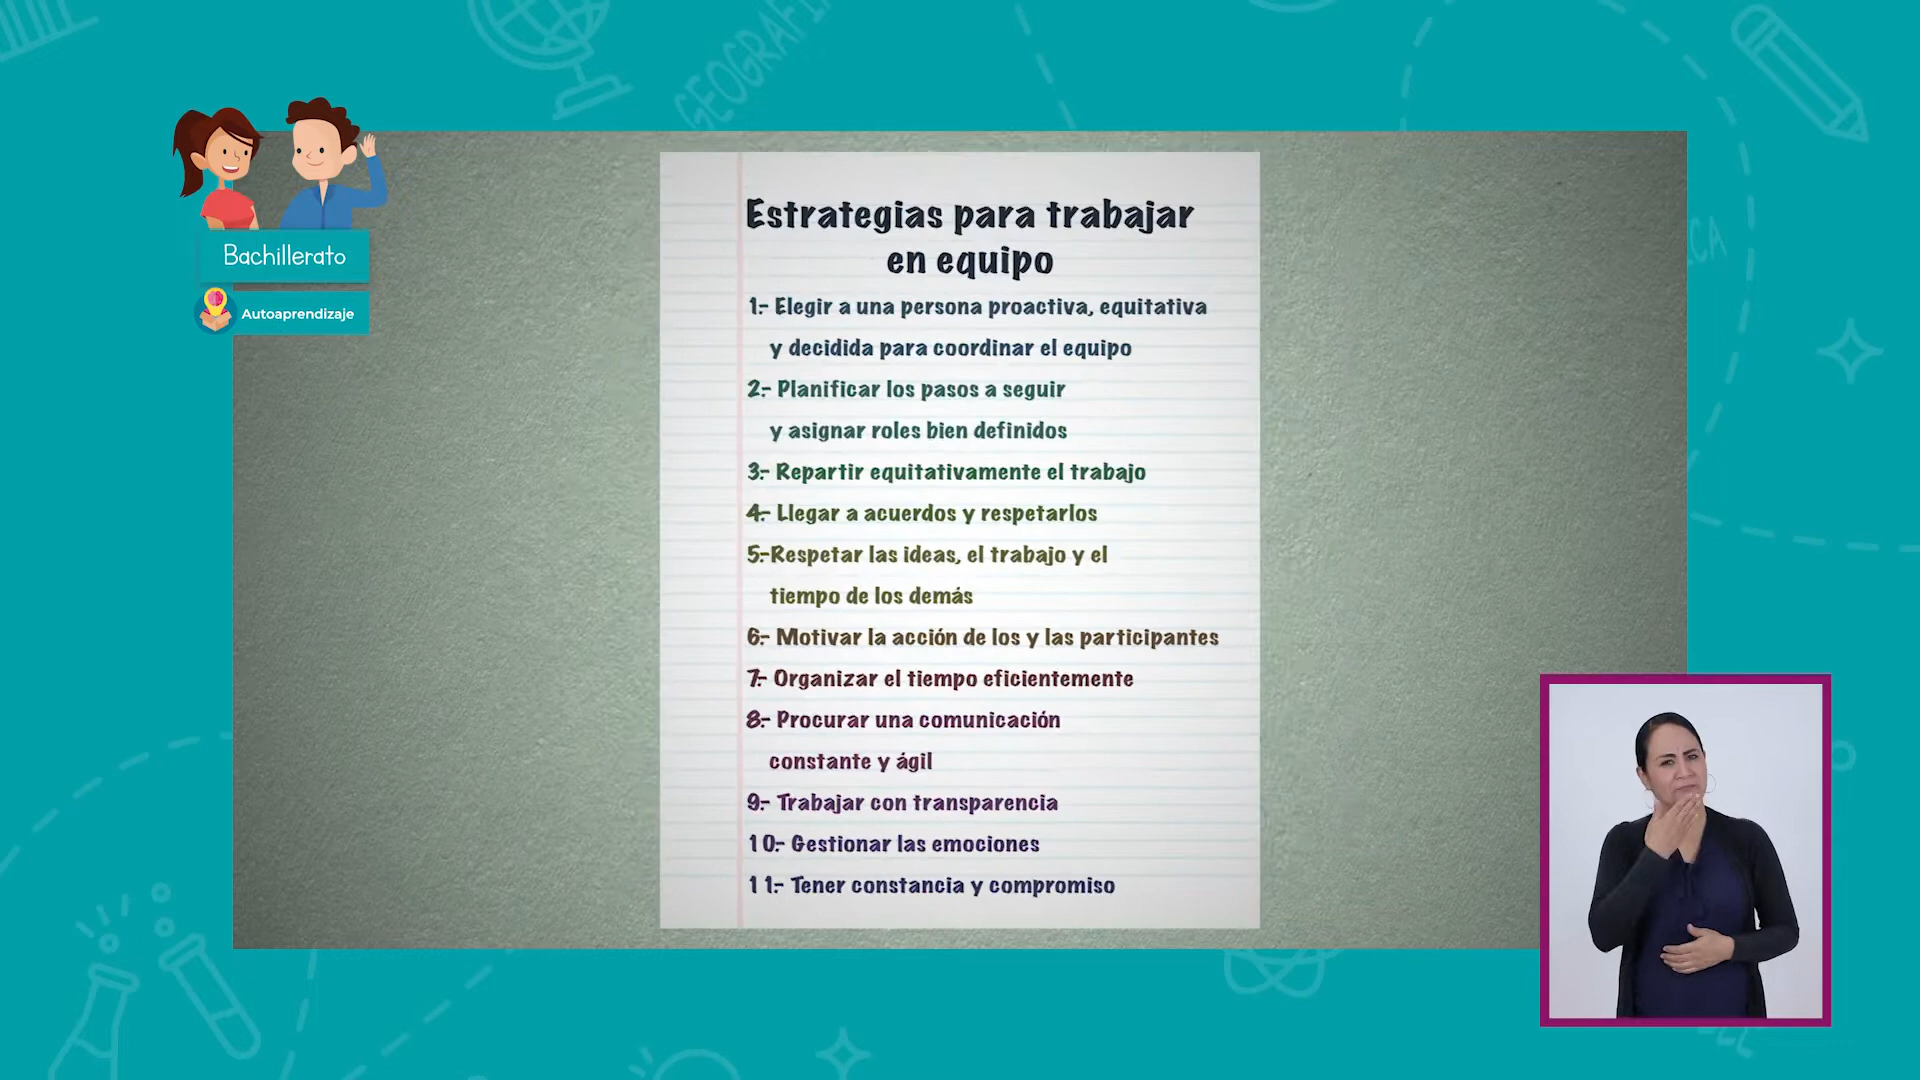 GEOGRAFÍ
Bachillerato
Autoaprendizaje
Estrategias para trabajar
en equipo
1.- Elegir a una persona proactiva, equitativa
y decidida para coordinar el equipo
2.- Planificar los pasos a seguir
y asignar roles bien definidos
3.- Repartir equitativamente el trabajo
4.- Llegar a acuerdos y respetarlos
5.-Respetar las ideas, el trabajo y el
tiempo de los demás
6.- Motivar la acción de los y las participantes
7.- Organizar el tiempo eficientemente
8.- Procurar una comunicación
constante y ágil
9.- Trabajar con transparencia
10.- Gestionar las emociones
11.- Tener constancia y compromiso